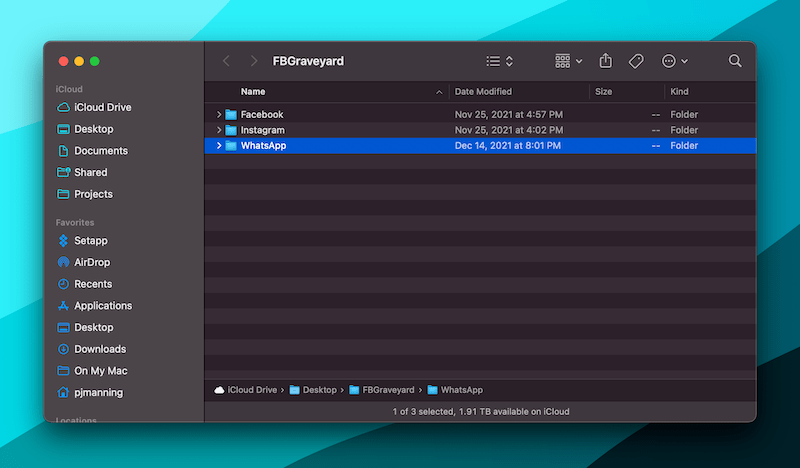 FBGraveyard
Name Date Modified Size Kind
Facebook Nov 25, 2021 at 4:57 PM -- Folder
Instagram Nov 25, 2021 at 4:02 PM -- Folder
WhatsApp Dec 14, 2021 at 8:01 PM -- Folder
iCloud
iCloud Drive
Desktop
Documents
Shared
Projects
Favorites
Setapp
AirDrop
Recents
Applications
Desktop
Downloads
On My Mac
pjmanning
Locations
iCloud Drive › Desktop › FBGraveyard › WhatsApp
1 of 3 selected, 1.91 TB available on iCloud